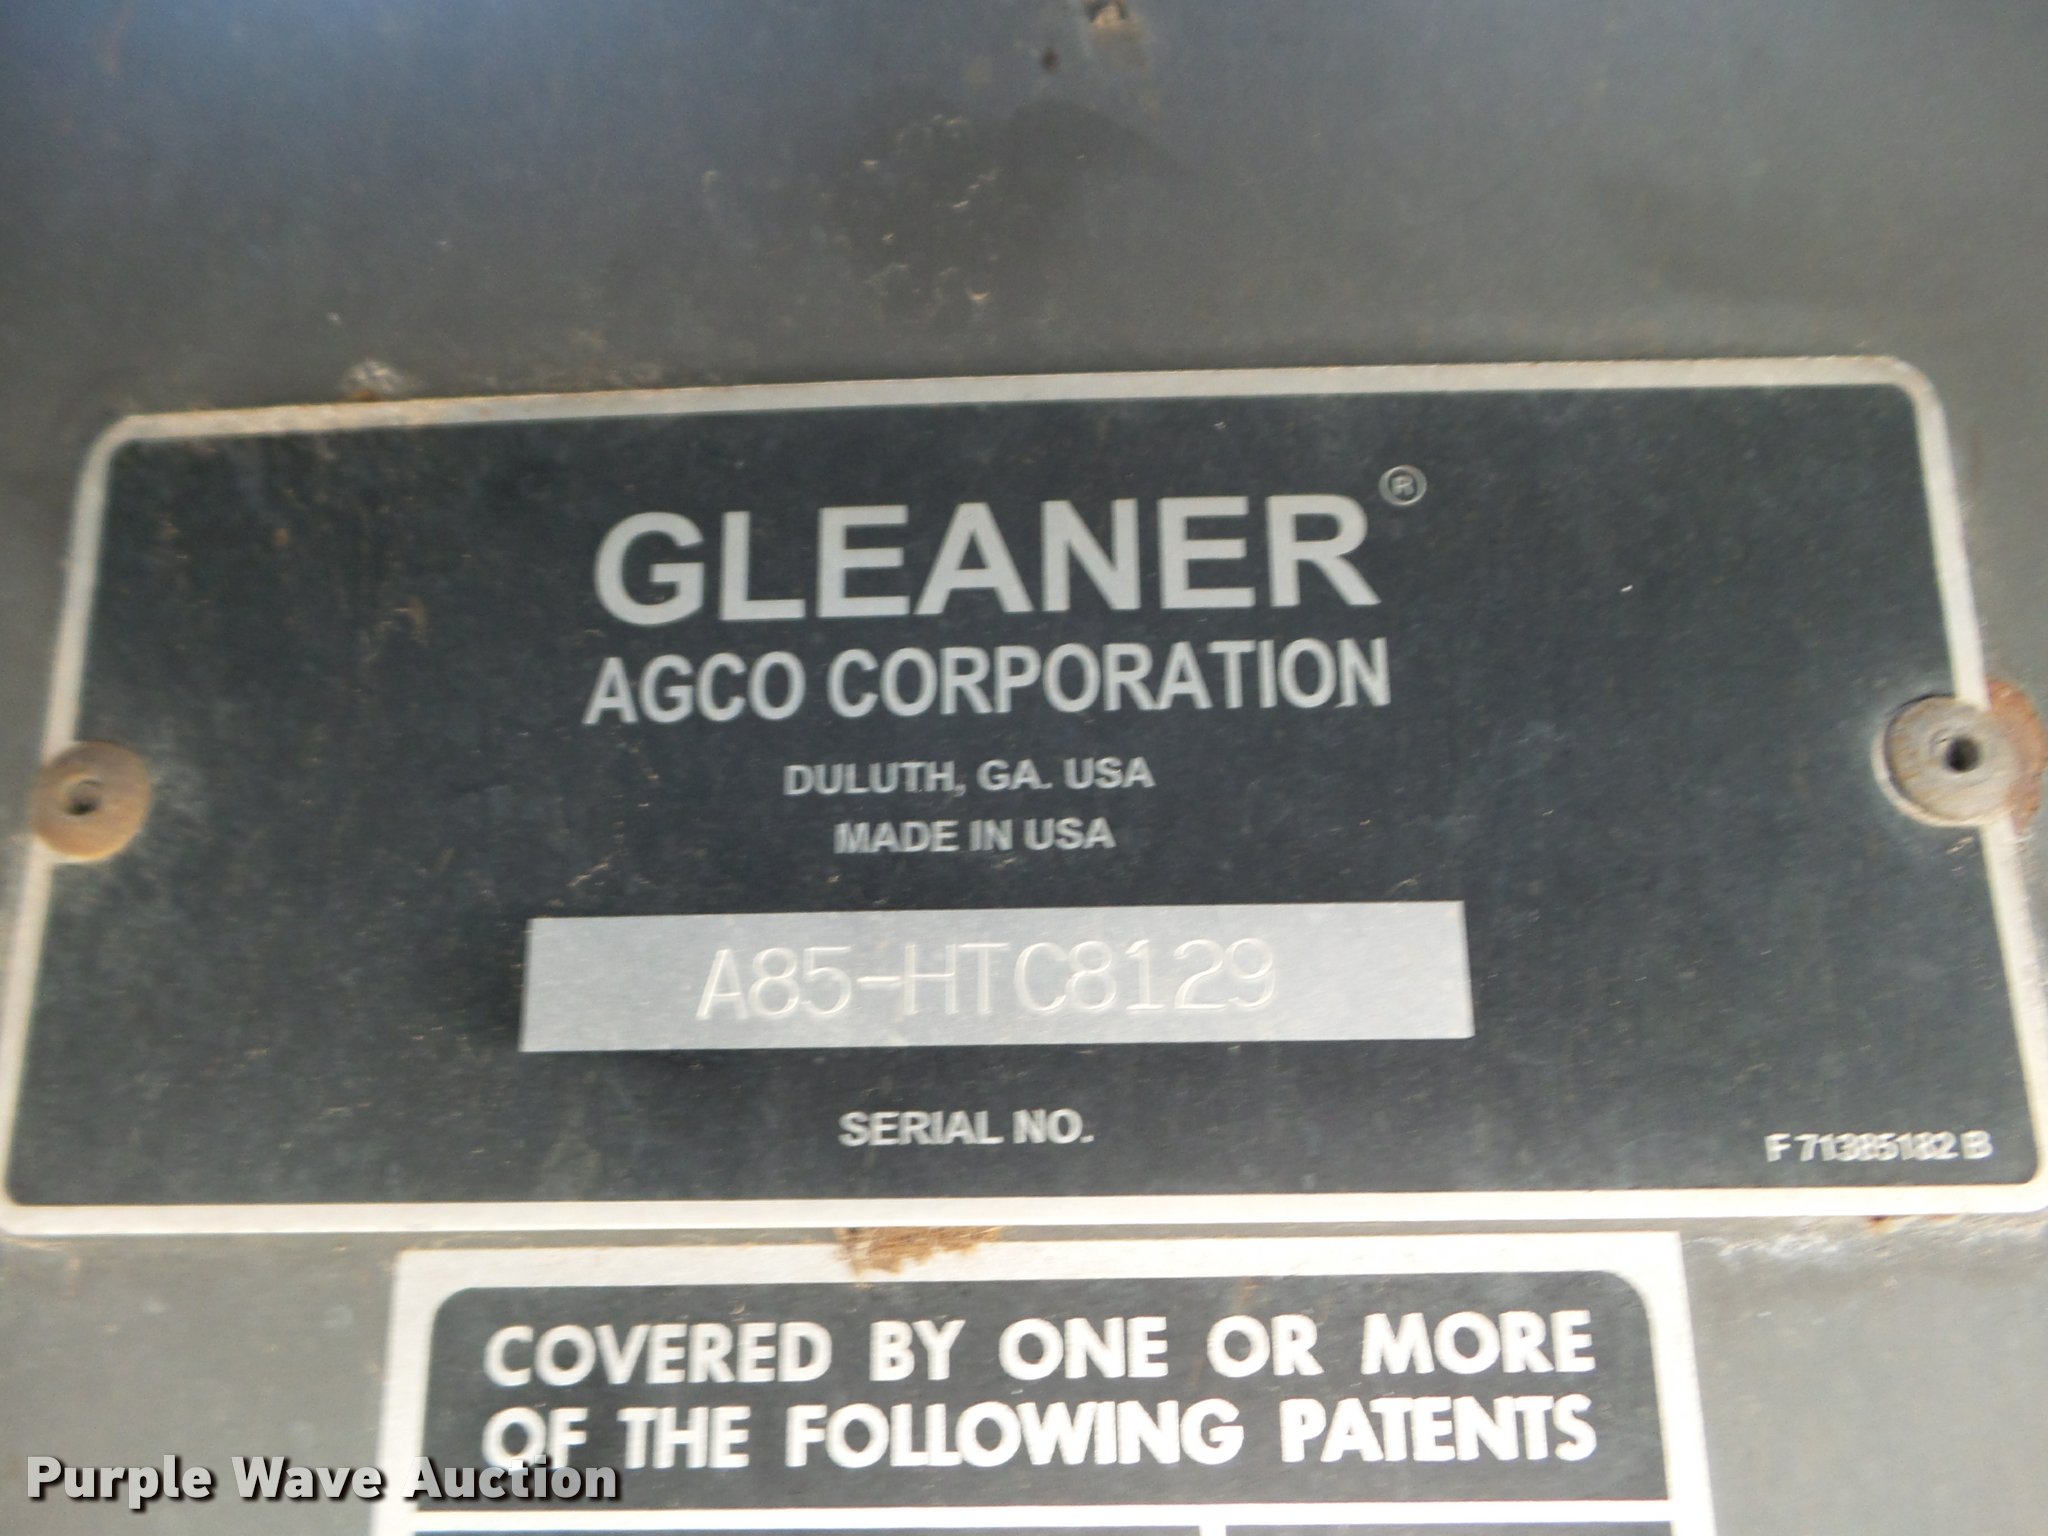 GLEANER®
AGCO CORPORATION
DULUTH, GA. USA
MADE IN USA
A85-HTC8129
SERIAL NO.
F 71385182 B
COVERED BY ONE OR MORE
OF THE FOLLOWING PATENTS
Purple Wave Auction